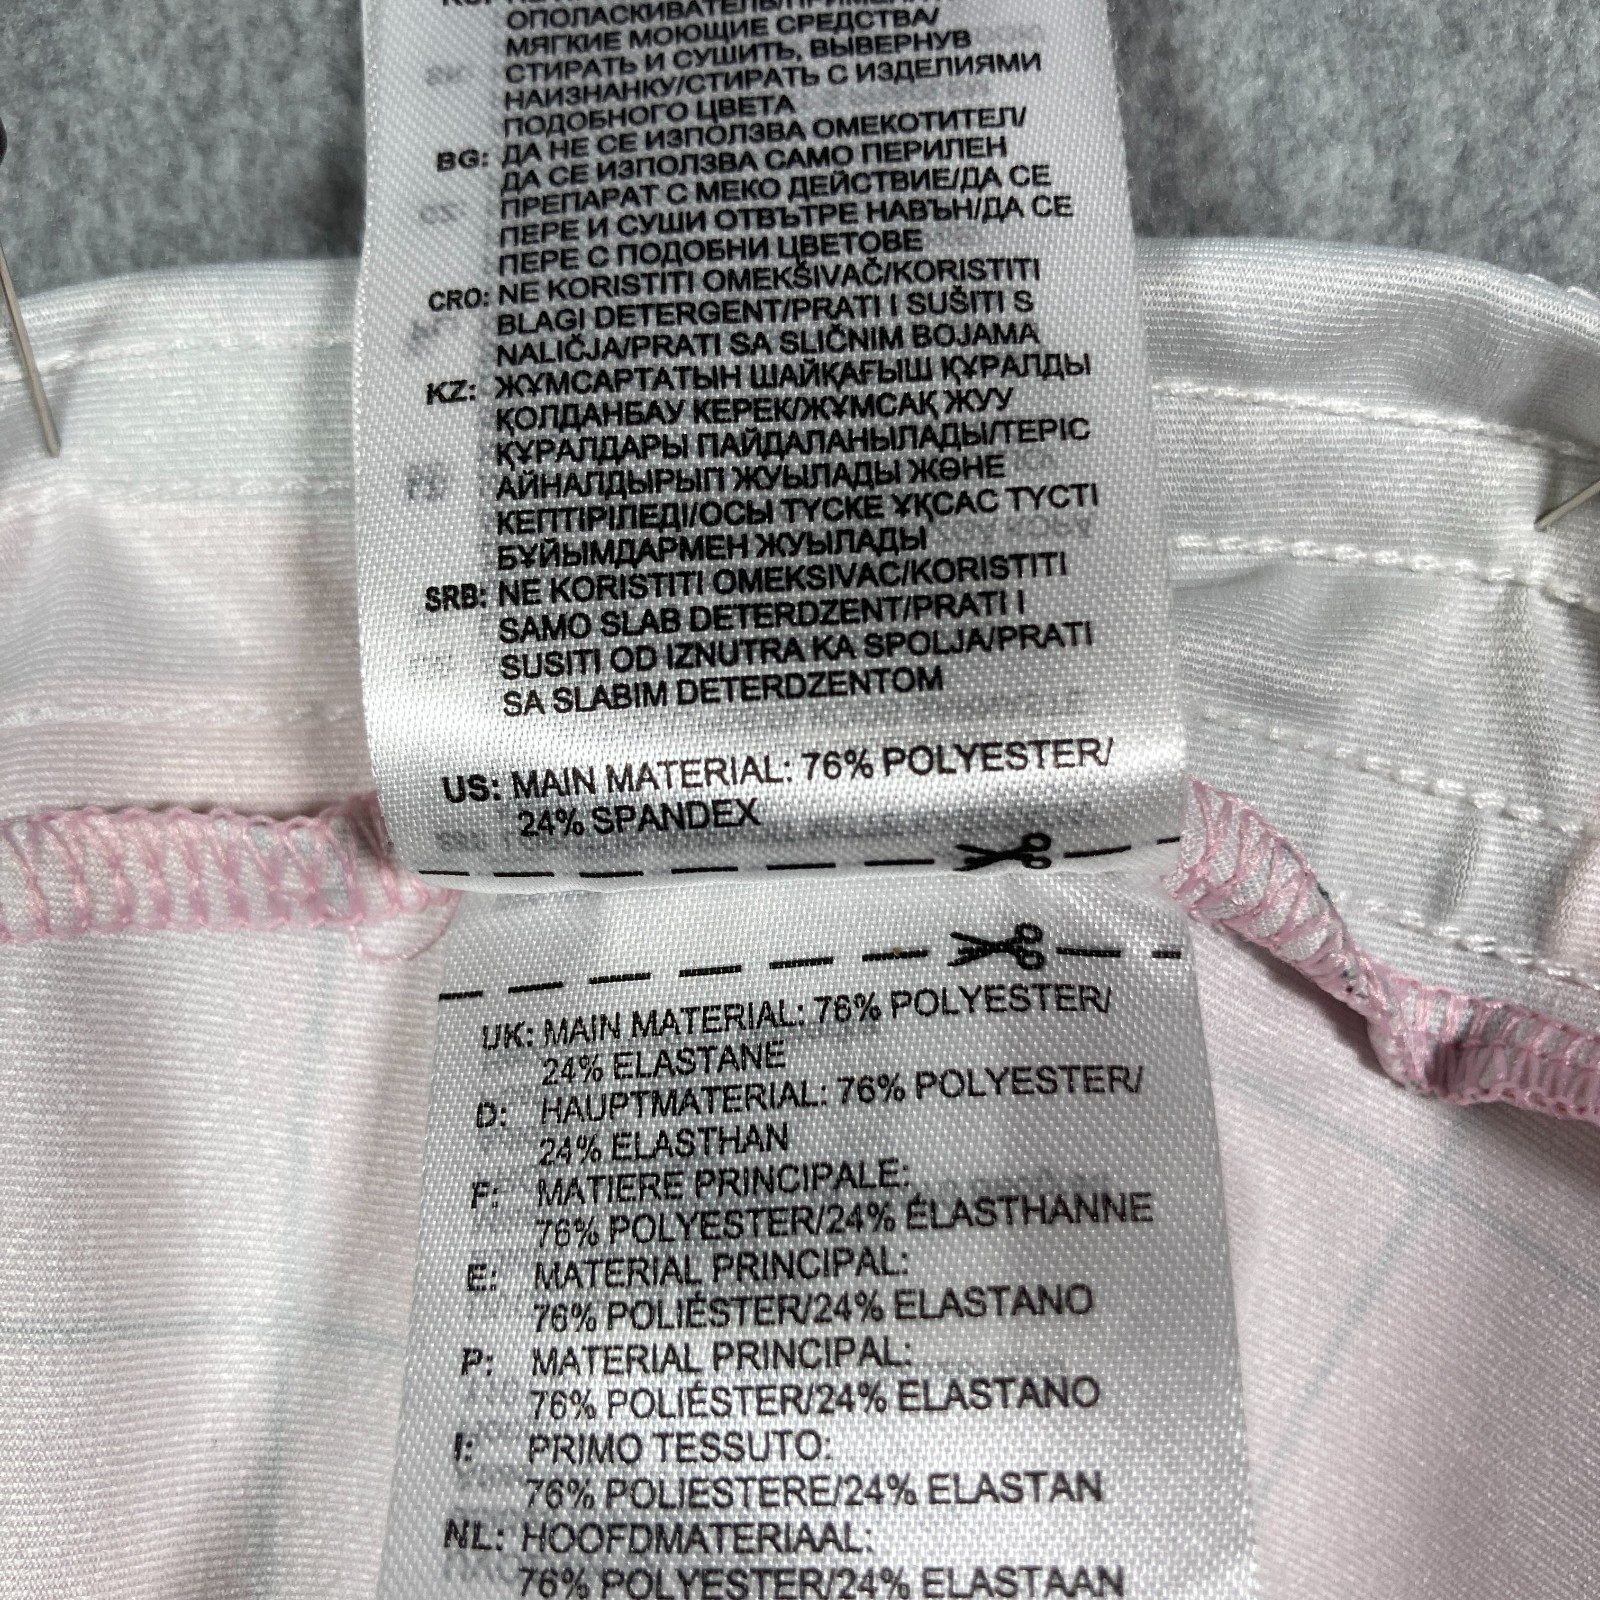 ОПОЛАСКИВАТЕЛЬ/
МЯГКИЕ МОЮЩИЕ СРЕДСТВА/
СТИРАТЬ И СУШИТЬ, ВЫВЕРНУВ
НАИЗНАНКУ/СТИРАТЬ С ИЗДЕЛИЯМИ
ПОДОБНОГО ЦВЕТА
BG: ДА НЕ СЕ ИЗПОЛЗВА ОМЕКОТИТЕЛ/
ДА СЕ ИЗПОЛЗВА САМО ПЕРИЛЕН
ПРЕПАРАТ С МЕКО ДЕЙСТВИЕ/ДА СЕ
ПЕРЕ И СУШИ ОТВЪТРЕ НАВЪН/ДА СЕ
ПЕРЕ С ПОДОБНИ ЦВЕТОВЕ
CRO: NE KORISTITI OMEKŠIVAČ/KORISTITI
BLAGI DETERGENT/PRATI I SUŠITI S
NALIČJA/PRATI SA SLIČNIM BOJAMA
KZ: ЖҰМСАРТАТЫН ШАЙҚАҒЫШ ҚҰРАЛДЫ
ҚОЛДАНБАУ КЕРЕК/ЖҰМСАҚ ЖУУ
ҚҰРАЛДАРЫ ПАЙДАЛАНЫЛАДЫ/ТЕРІС
АЙНАЛДЫРЫП ЖУЫЛАДЫ ЖӘНЕ
КЕПТІРІЛЕДІ/ОСЫ ТҮСКЕ ҰҚСАС ТҮСТІ
БҰЙЫМДАРМЕН ЖУЫЛАДЫ
SRB: NE KORISTITI OMEKSIVAC/KORISTITI
SAMO SLAB DETERDZENT/PRATI I
SUSITI OD IZNUTRA KA SPOLJA/PRATI
SA SLABIM DETERDZENTOM
US: MAIN MATERIAL: 76% POLYESTER/
24% SPANDEX
UK: MAIN MATERIAL: 76% POLYESTER/
24% ELASTANE
D: HAUPTMATERIAL: 76% POLYESTER/
24% ELASTHAN
F: MATIERE PRINCIPALE:
76% POLYESTER/24% ÉLASTHANNE
E: MATERIAL PRINCIPAL:
76% POLIÉSTER/24% ELASTANO
P: MATERIAL PRINCIPAL:
76% POLIÉSTER/24% ELASTANO
I: PRIMO TESSUTO:
76% POLIESTERE/24% ELASTAN
NL: HOOFDMATERIAAL:
76% POLYESTER/24% ELASTAAN